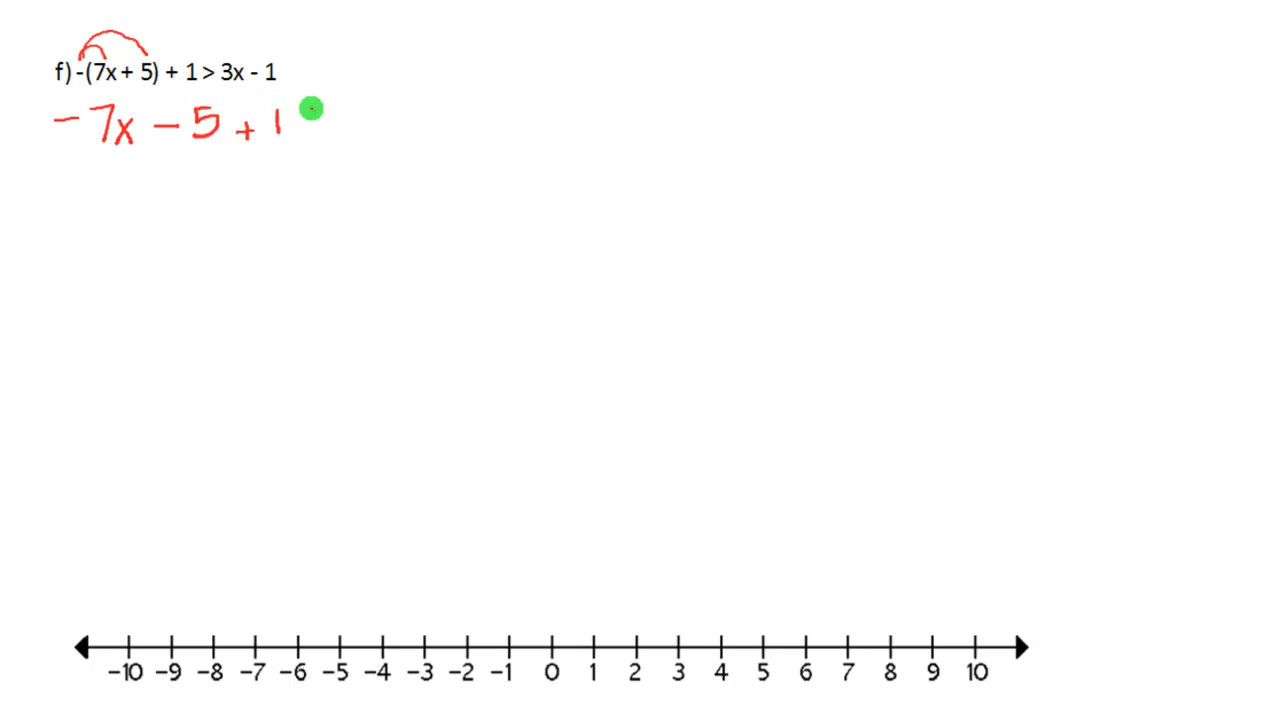 f) -(7x + 5) + 1 > 3x - 1
- 7x - 5 + 1
-10 -9 -8 -7 -6 -5 -4 -3 -2 -1 0 1 2 3 4 5 6 7 8 9 10